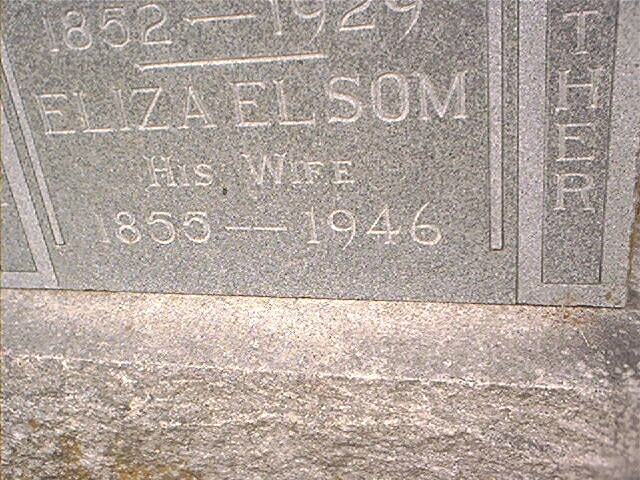 1852 — 1929
ELIZA ELSOM
HIS WIFE
1855 — 1946
THER